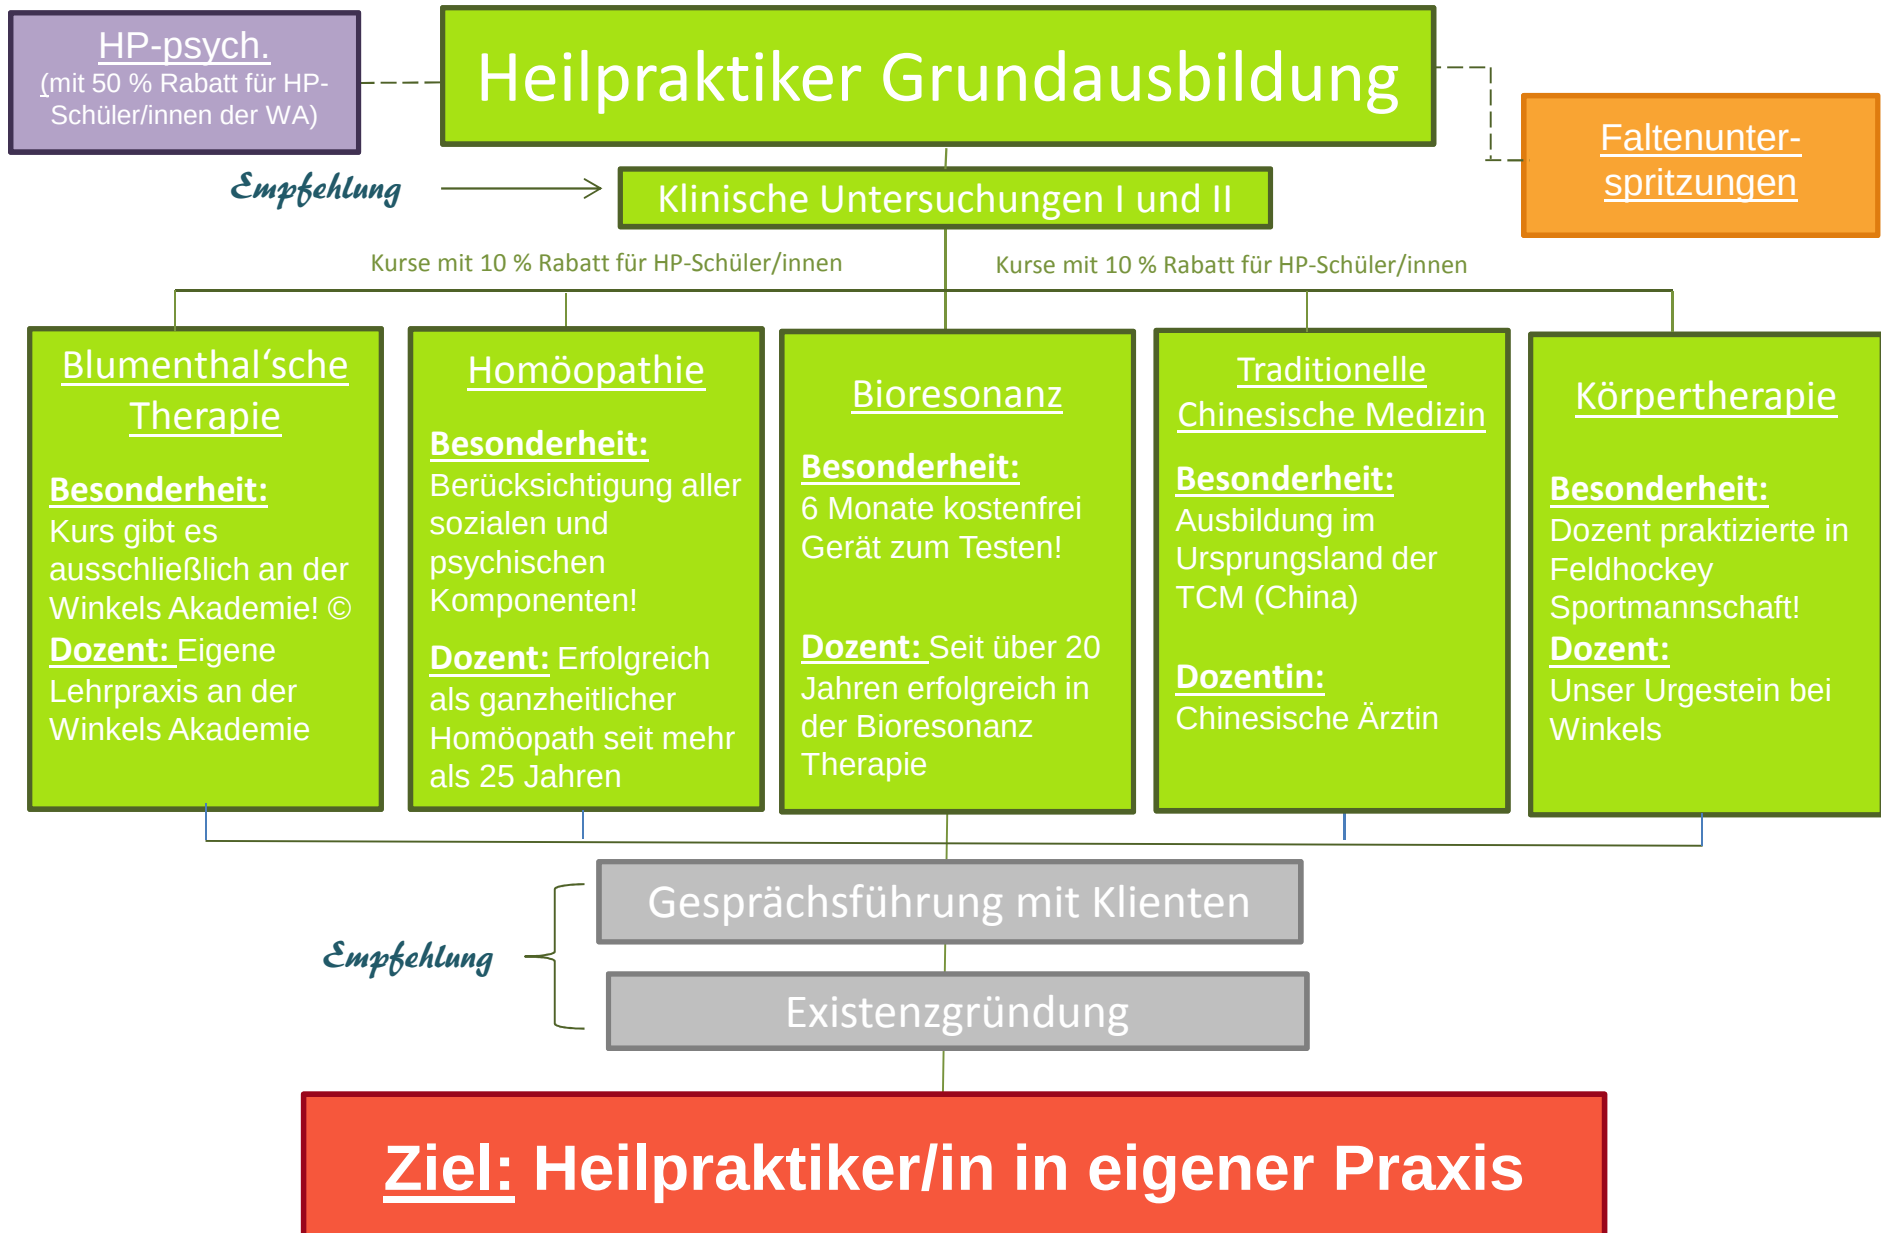 HP-psych.
(mit 50 % Rabatt für HP-
Schüler/innen der WA)
Heilpraktiker Grundausbildung
Faltenunter-
spritzungen
Empfehlung
Klinische Untersuchungen I und II
Kurse mit 10 % Rabatt für HP-Schüler/innen
Kurse mit 10 % Rabatt für HP-Schüler/innen
Blumenthal‘sche
Therapie
Besonderheit:
Kurs gibt es
ausschließlich an der
Winkels Akademie! ©
Dozent: Eigene
Lehrpraxis an der
Winkels Akademie
Homöopathie
Besonderheit:
Berücksichtigung aller
sozialen und
psychischen
Komponenten!
Dozent: Erfolgreich
als ganzheitlicher
Homöopath seit mehr
als 25 Jahren
Bioresonanz
Besonderheit:
6 Monate kostenfrei
Gerät zum Testen!
Dozent: Seit über 20
Jahren erfolgreich in
der Bioresonanz
Therapie
Traditionelle
Chinesische Medizin
Besonderheit:
Ausbildung im
Ursprungsland der
TCM (China)
Dozentin:
Chinesische Ärztin
Körpertherapie
Besonderheit:
Dozent praktizierte in
Feldhockey
Sportmannschaft!
Dozent:
Unser Urgestein bei
Winkels
Gesprächsführung mit Klienten
Empfehlung
Existenzgründung
Ziel: Heilpraktiker/in in eigener Praxis